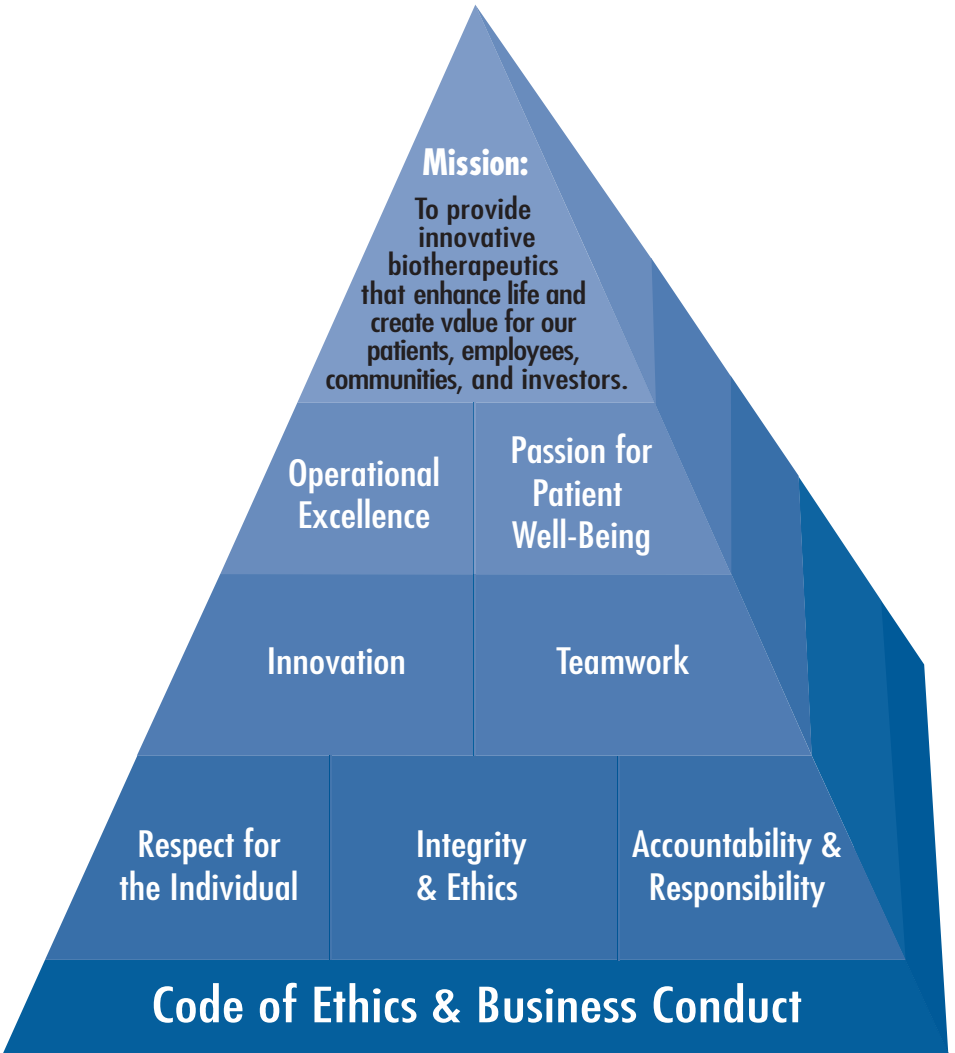 Mission:
To provide
innovative
biotherapeutics
that enhance life and
create value for our
patients, employees,
communities, and investors.
Operational
Excellence
Passion for
Patient
Well-Being
Innovation
Teamwork
Respect for
the Individual
Integrity
& Ethics
Accountability &
Responsibility
Code of Ethics & Business Conduct